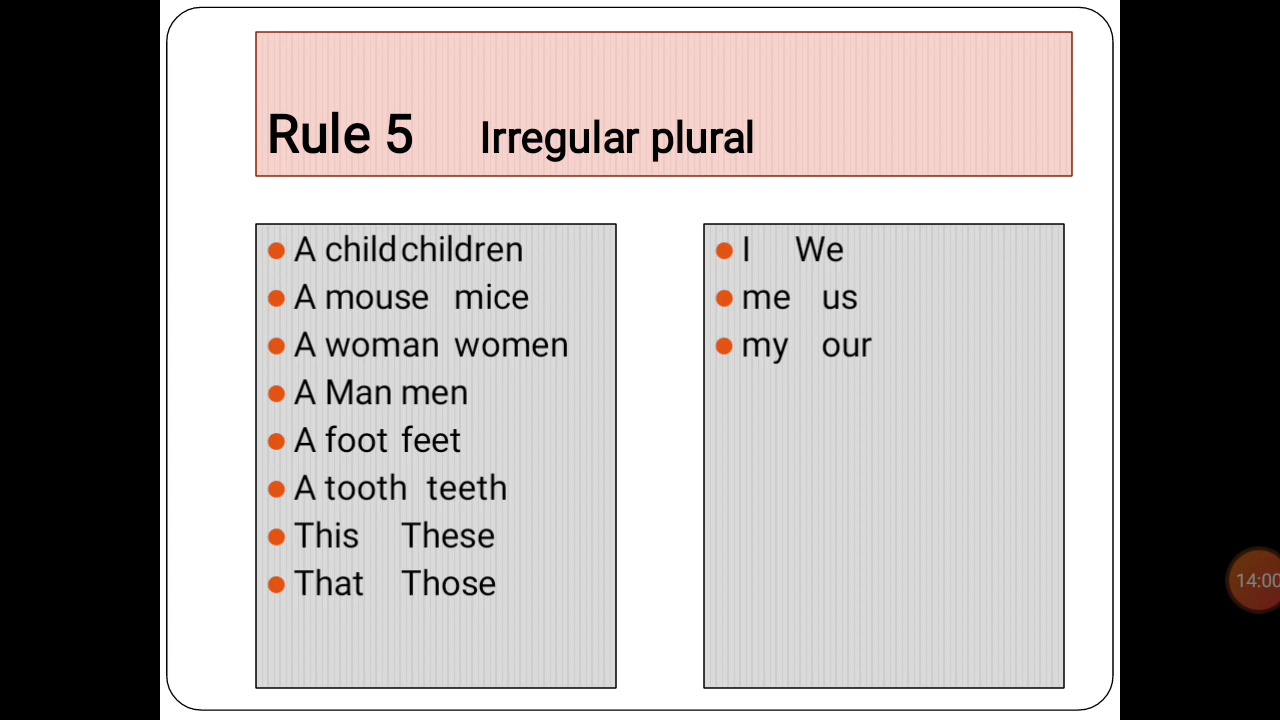 Rule 5 Irregular plural
A child children
A mouse mice
A woman women
A Man men
A foot feet
A tooth teeth
This These
That Those
I We
me us
my our
14:00